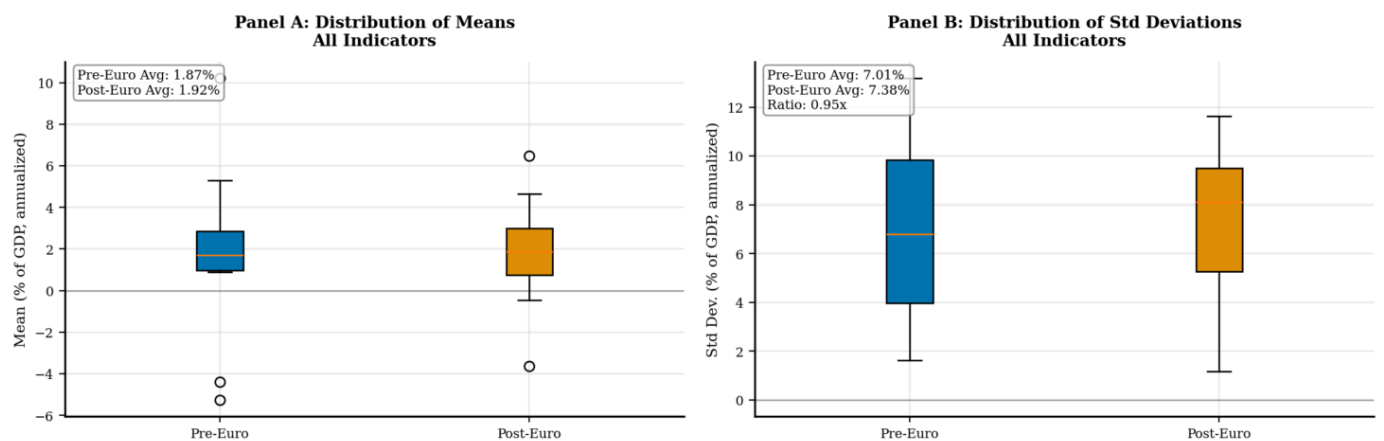 Panel A: Distribution of Means
All Indicators
Pre-Euro Avg: 1.87%
Post-Euro Avg: 1.92%
Mean (% of GDP, annualized)
10
8
6
4
2
0
−2
−4
−6
Pre-Euro
Post-Euro
Panel B: Distribution of Std Deviations
All Indicators
Pre-Euro Avg: 7.01%
Post-Euro Avg: 7.38%
Ratio: 0.95x
Std Dev. (% of GDP, annualized)
12
10
8
6
4
2
0
Pre-Euro
Post-Euro